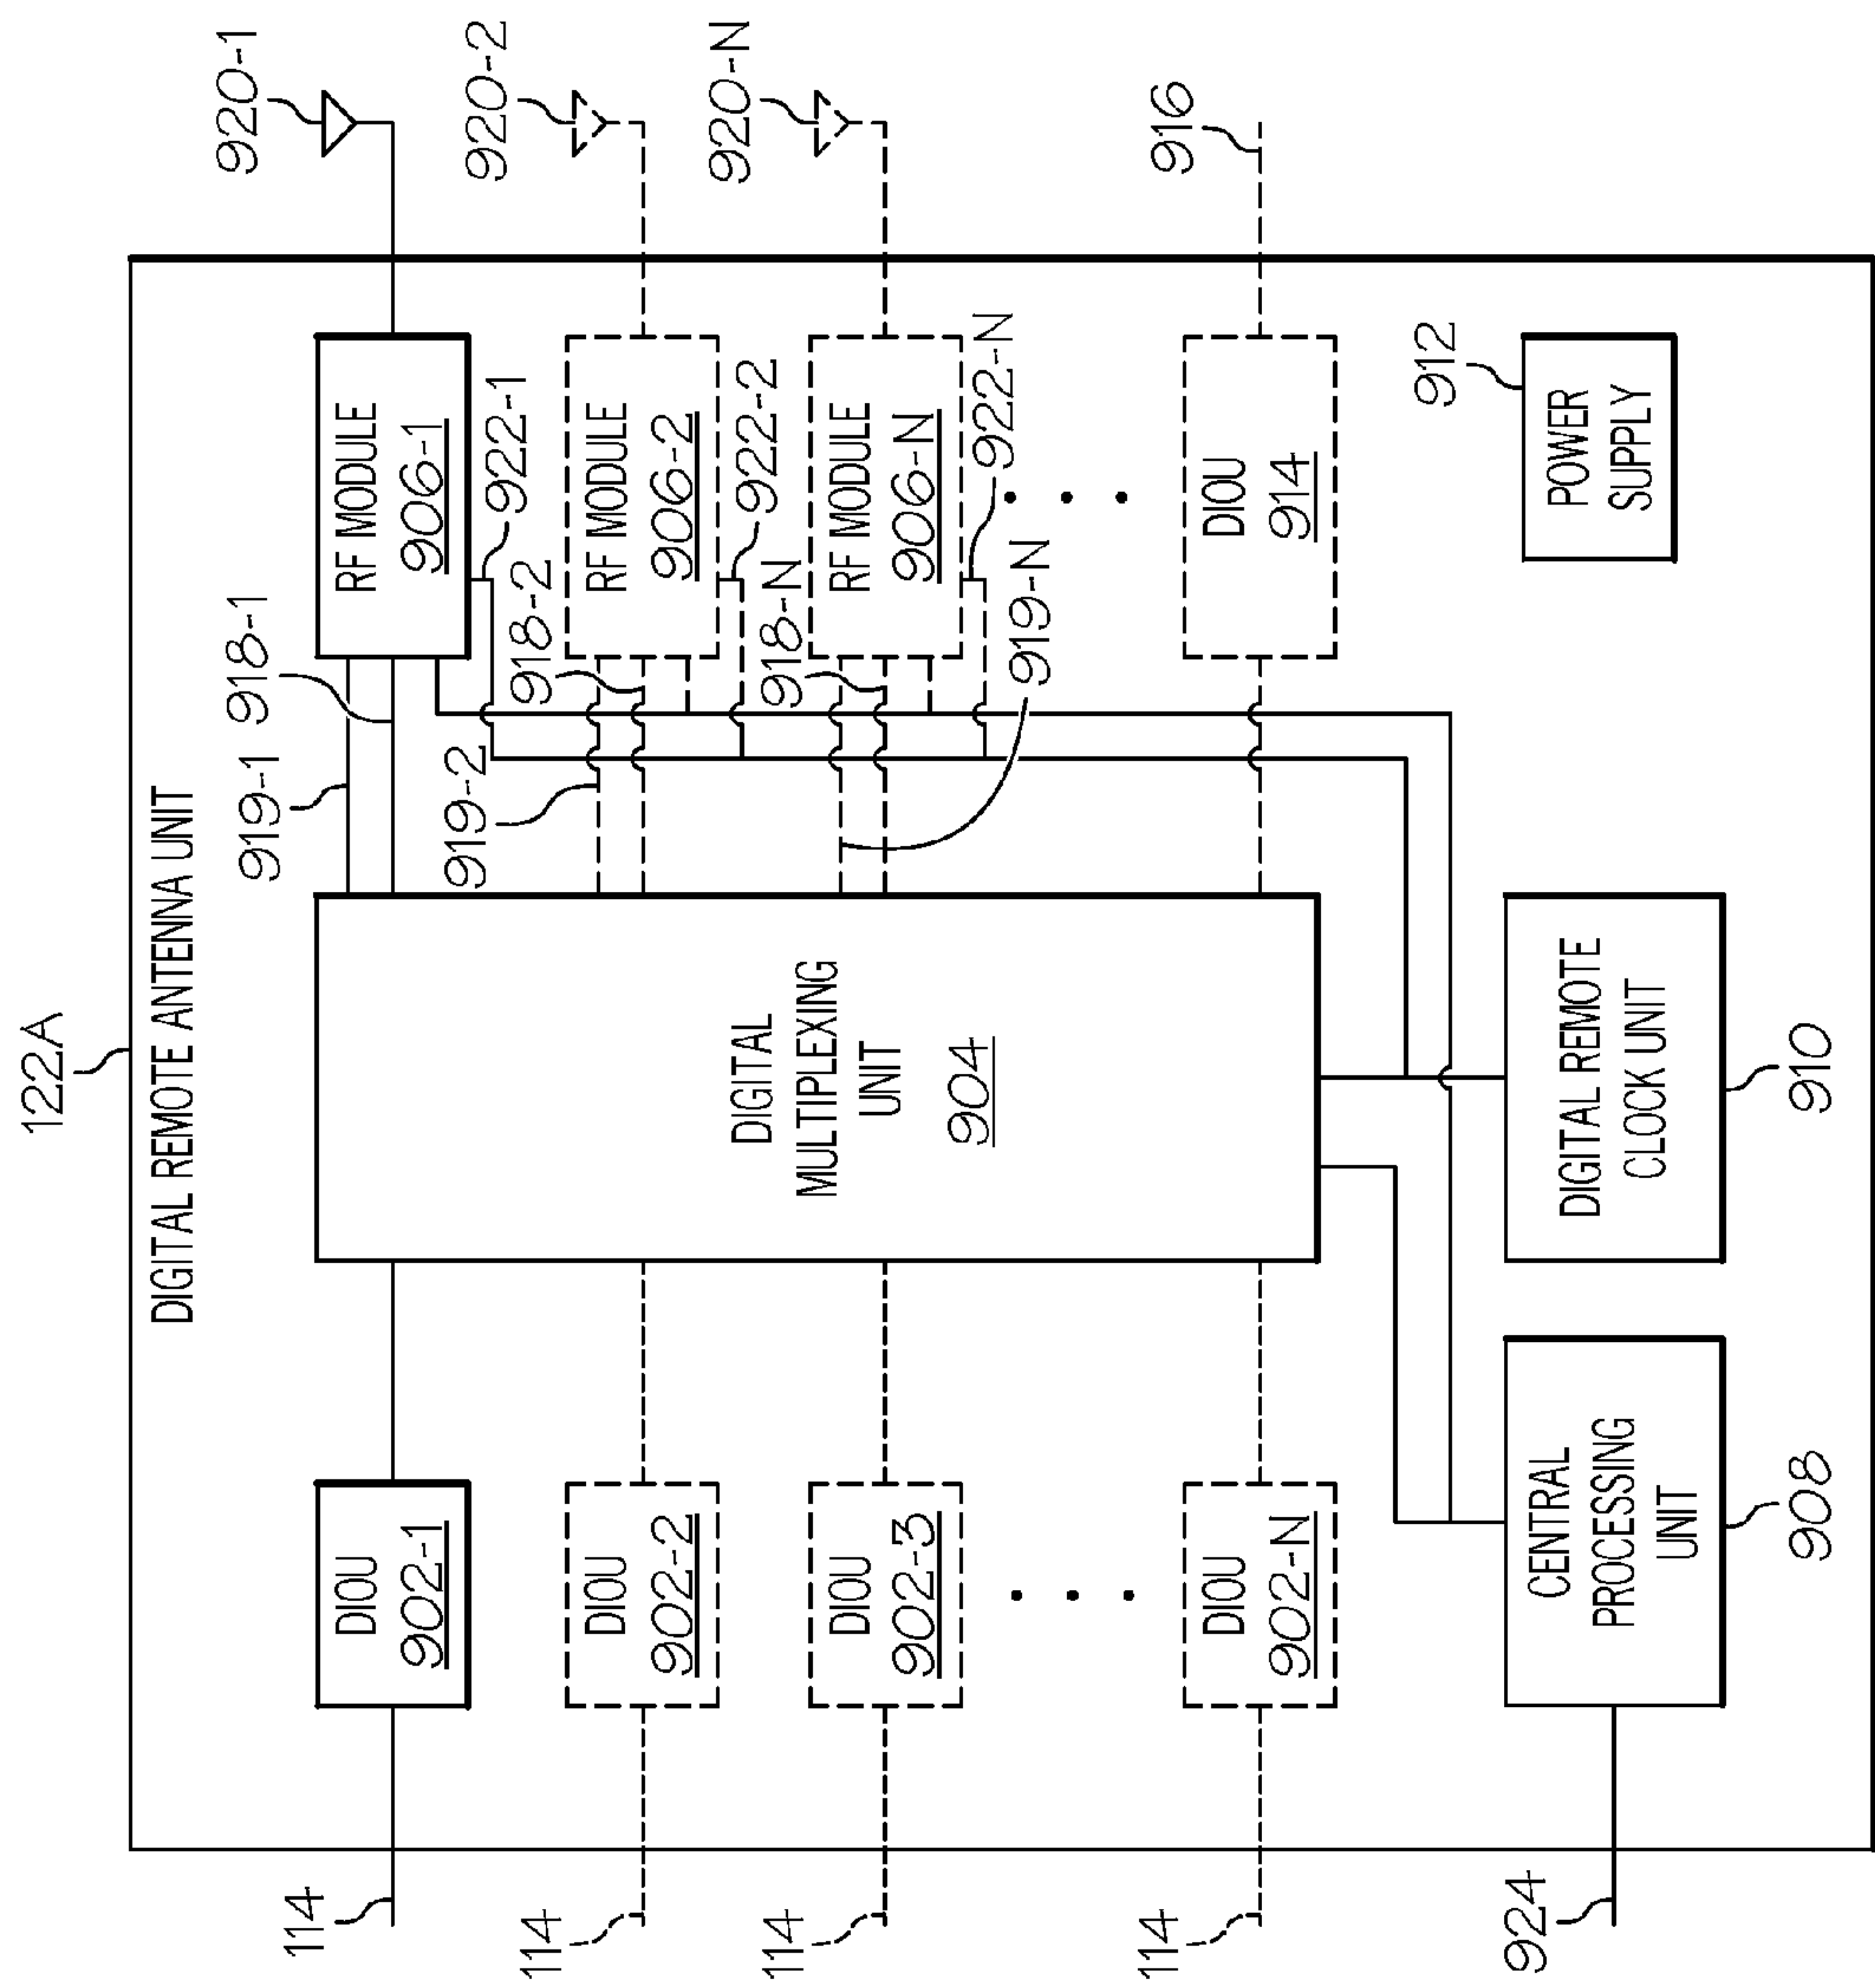 122A
DIGITAL REMOTE ANTENNA UNIT
114
DIOU
902-1
919-1
918-1
RF MODULE
906-1
920-1
922-1
114
DIOU
902-2
919-2
918-2
RF MODULE
906-2
920-2
922-2
114
DIOU
902-3
918-N
RF MODULE
906-N
920-N
922-N
919-N
DIGITAL
MULTIPLEXING
UNIT
904
114
DIOU
902-N
DIOU
914
916
924
CENTRAL
PROCESSING
UNIT
908
DIGITAL REMOTE
CLOCK UNIT
910
912
POWER
SUPPLY